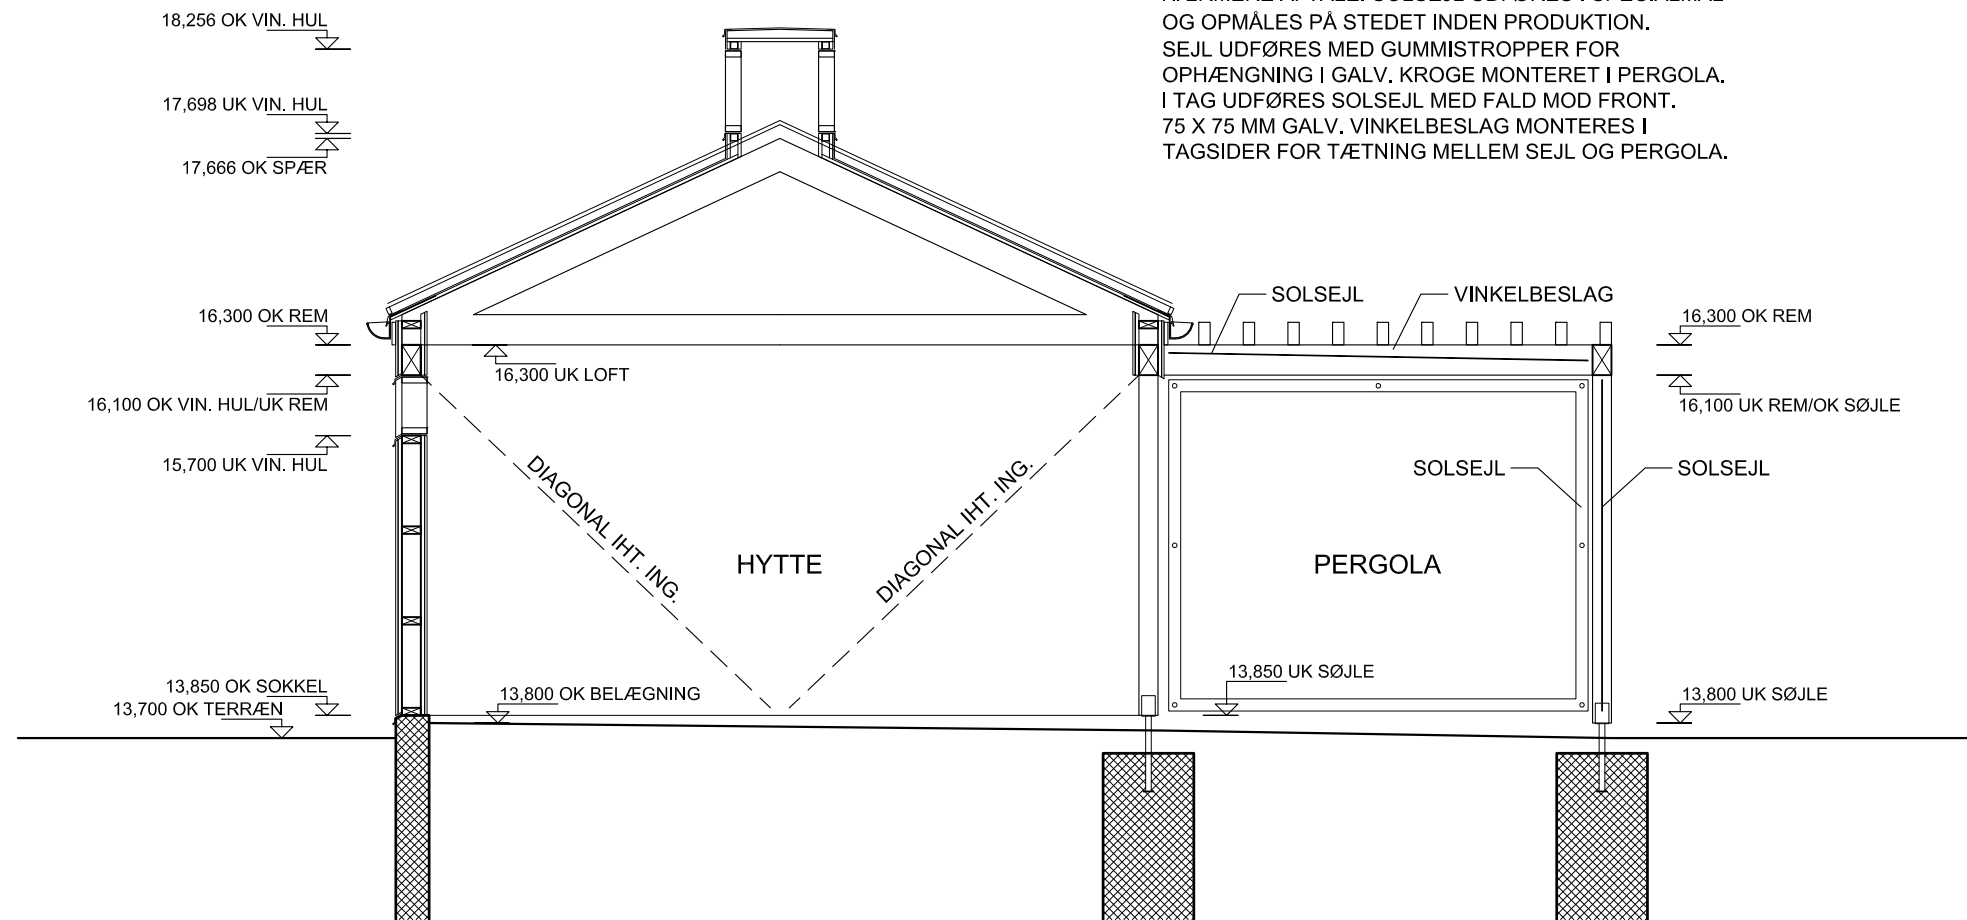 OG OPMÅLES PÅ STEDET INDEN PRODUKTION.
SEJL UDFØRES MED GUMMISTROPPER FOR
OPHÆNGNING I GALV. KROGE MONTERET I PERGOLA.
I TAG UDFØRES SOLSEJL MED FALD MOD FRONT.
75 X 75 MM GALV. VINKELBESLAG MONTERES I
TAGSIDER FOR TÆTNING MELLEM SEJL OG PERGOLA.
18,256 OK VIN. HUL
17,698 UK VIN. HUL
17,666 OK SPÆR
16,300 OK REM
16,100 OK VIN. HUL/UK REM
15,700 UK VIN. HUL
13,850 OK SOKKEL
13,700 OK TERRÆN
16,300 UK LOFT
DIAGONAL IHT. ING.
HYTTE
DIAGONAL IHT. ING.
13,800 OK BELÆGNING
SOLSEJL
VINKELBESLAG
SOLSEJL
SOLSEJL
PERGOLA
13,850 UK SØJLE
16,300 OK REM
16,100 UK REM/OK SØJLE
13,800 UK SØJLE